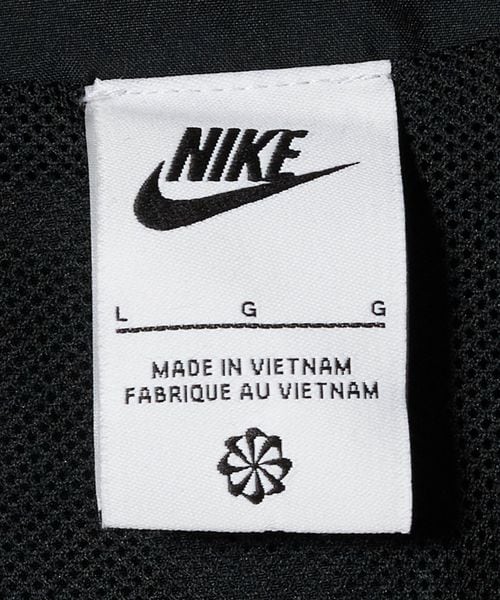 NIKE
L G G
MADE IN VIETNAM
FABRIQUE AU VIETNAM